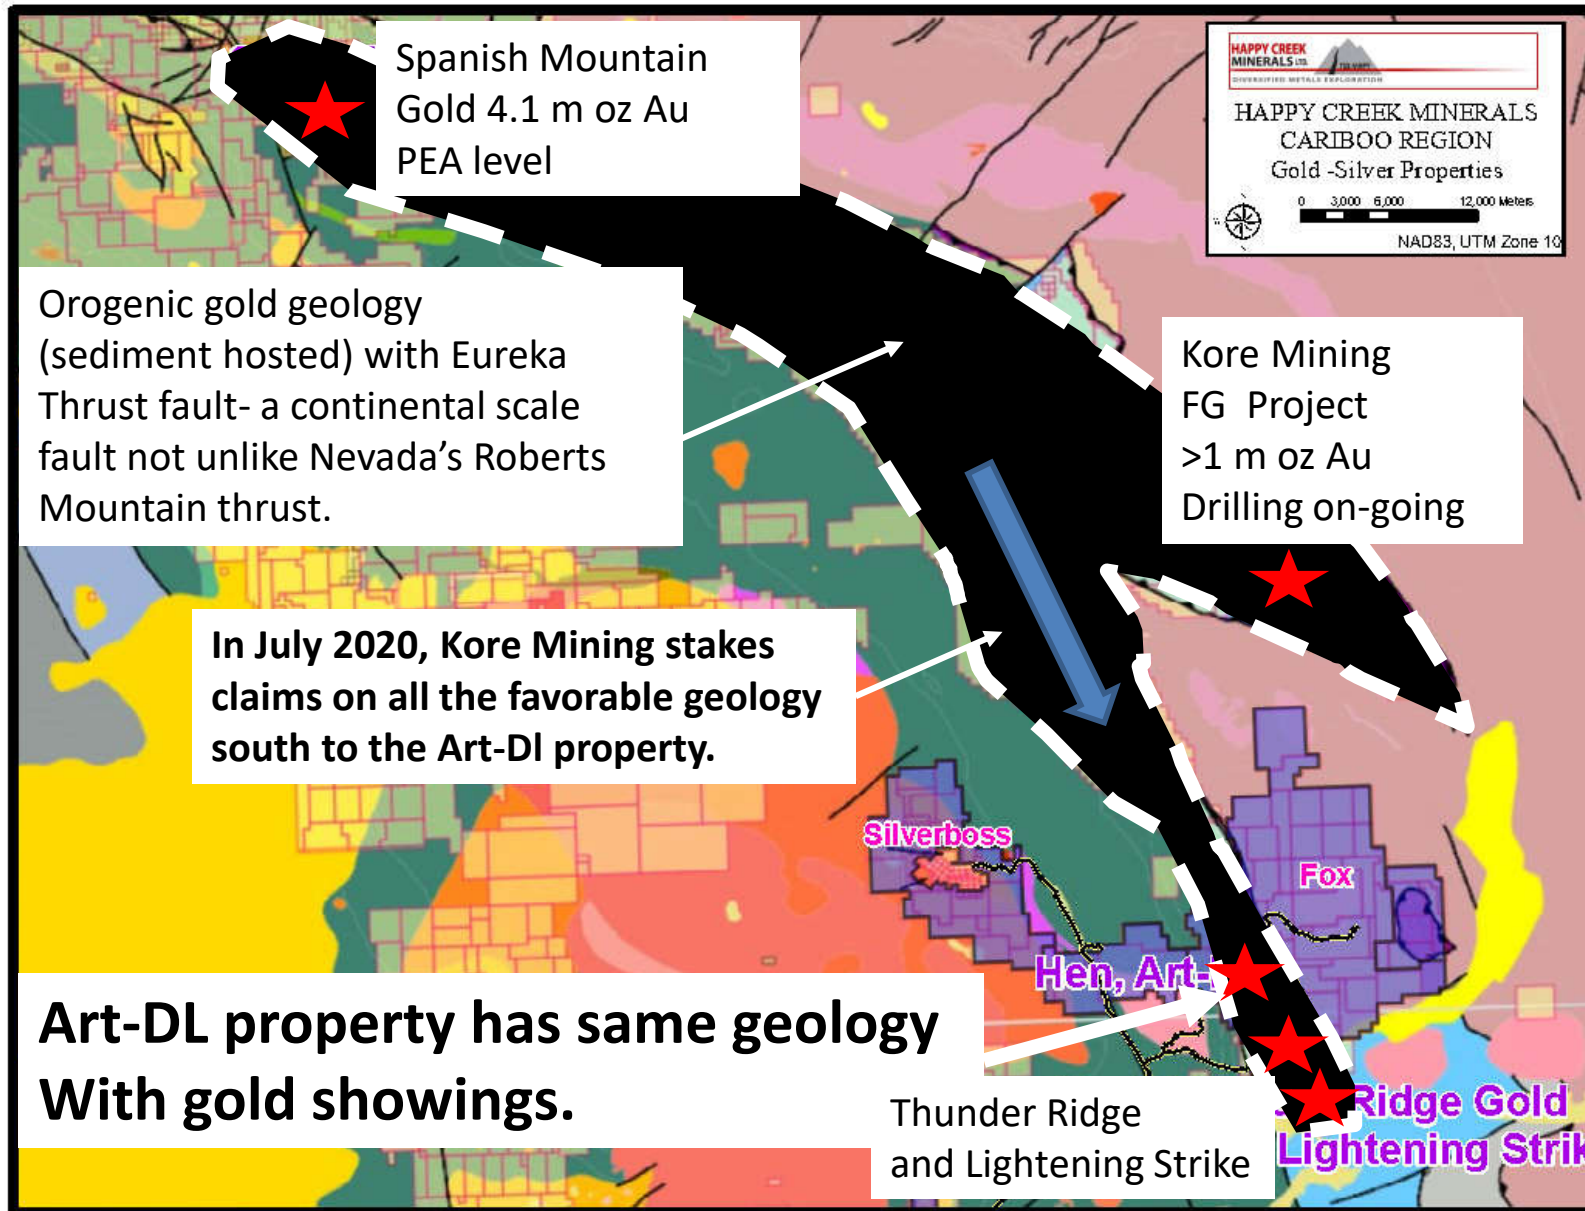 Spanish Mountain
Gold 4.1 m oz Au
PEA level
HAPPY CREEK
MINERALS LTD.
DIVERSIFIED METALS EXPLORATION
HAPPY CREEK MINERALS
CARIBOO REGION
Gold -Silver Properties
0 3,000 6,000 12,000 Meters
NAD83, UTM Zone 10
Orogenic gold geology
(sediment hosted) with Eureka
Thrust fault- a continental scale
fault not unlike Nevada’s Roberts
Mountain thrust.
Kore Mining
FG Project
>1 m oz Au
Drilling on-going
In July 2020, Kore Mining stakes
claims on all the favorable geology
south to the Art-Dl property.
Silverboss
Fox
Hen, Art-
Art-DL property has same geology
With gold showings.
Thunder Ridge
and Lightening Strike
Ridge Gold
Lightening Strik